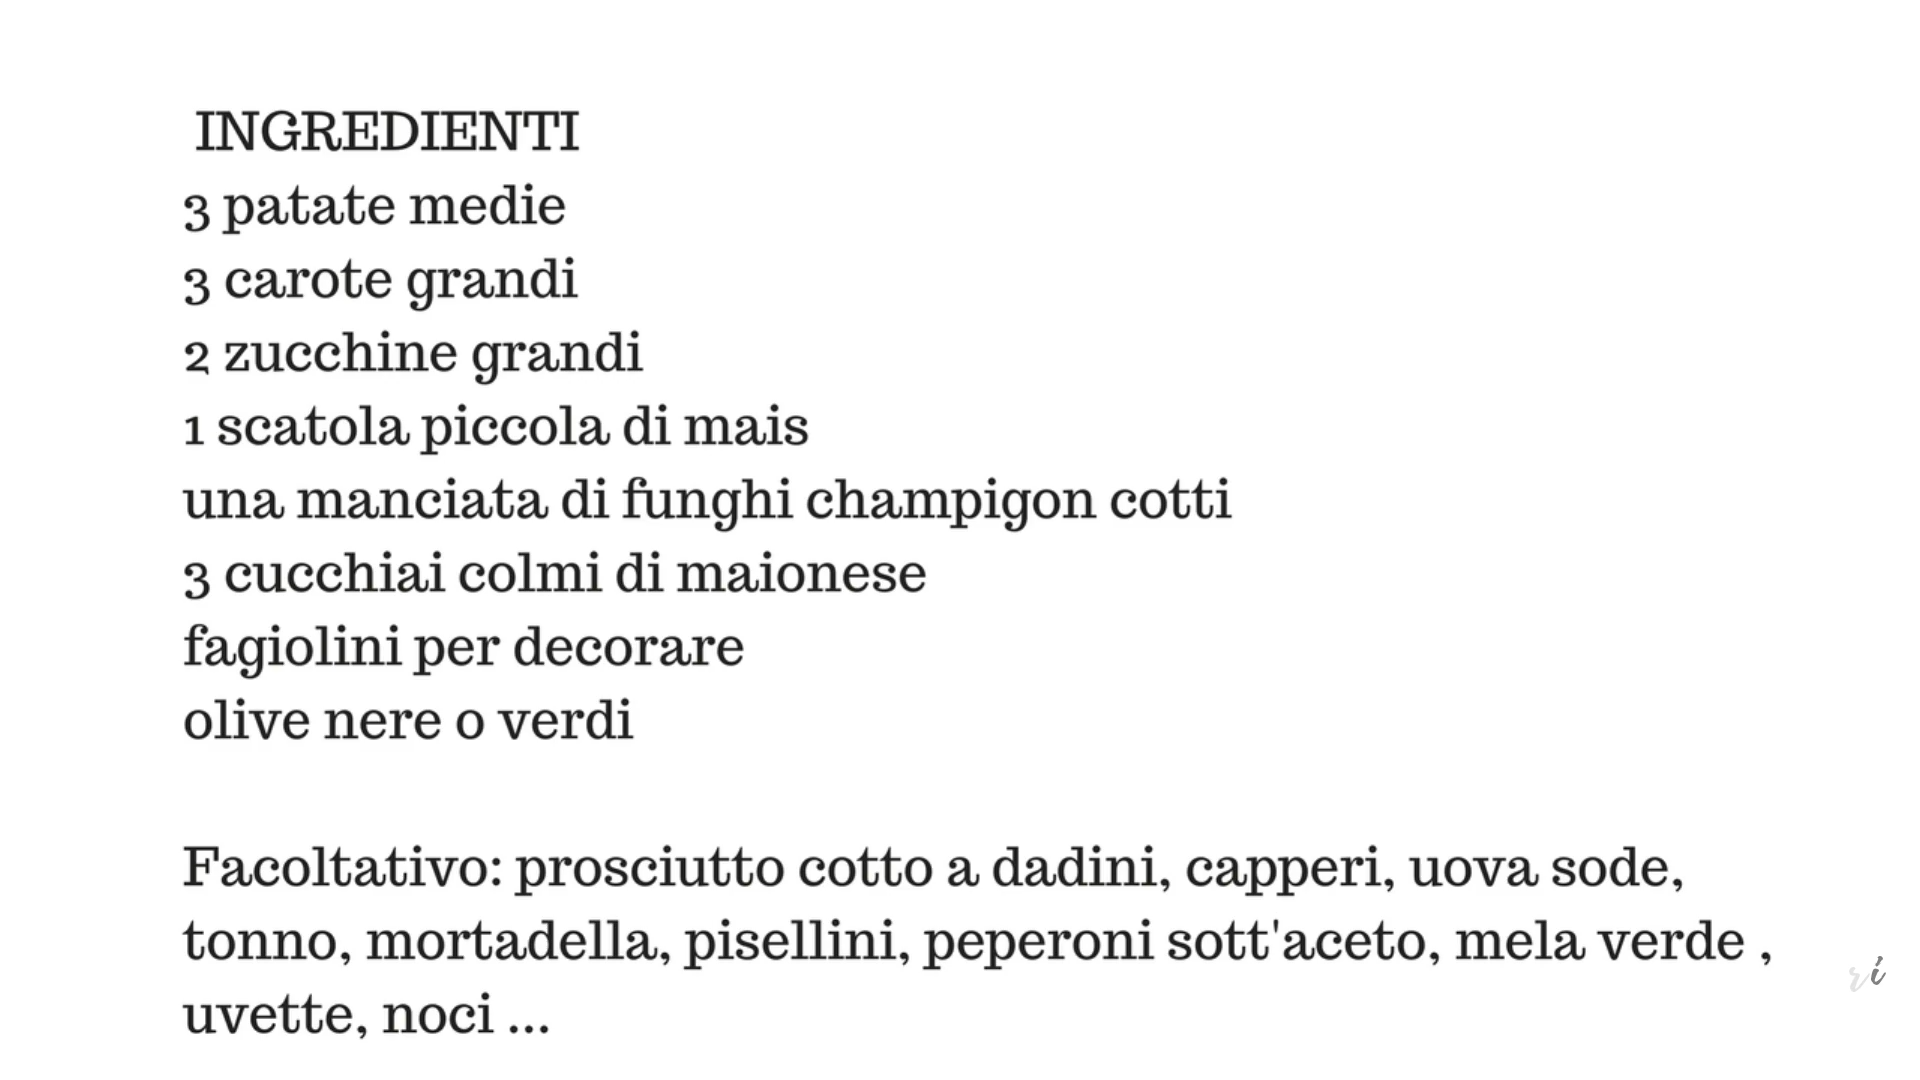 INGREDIENTI
3 patate medie
3 carote grandi
2 zucchine grandi
1 scatola piccola di mais
una manciata di funghi champigon cotti
3 cucchiai colmi di maionese
fagiolini per decorare
olive nere o verdi
Facoltativo: prosciutto cotto a dadini, capperi, uova sode,
tonno, mortadella, pisellini, peperoni sott'aceto, mela verde ,
uvette, noci ...
ri